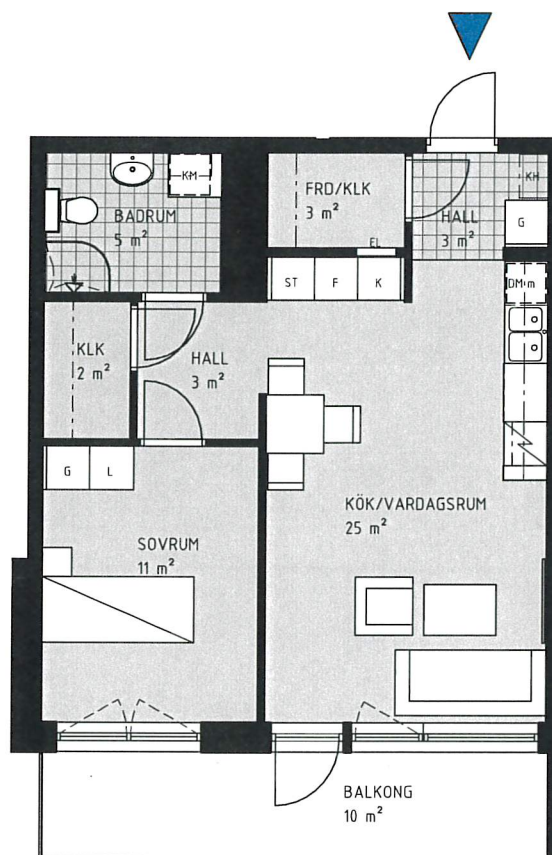 KM
BADRUM
5 m²
FRD/KLK
3 m²
EL
HALL
3 m²
KH
G
DM m
ST F K
KLK
2 m²
HALL
3 m²
G L
SOVRUM
11 m²
KÖK/VARDAGSRUM
25 m²
BALKONG
10 m²